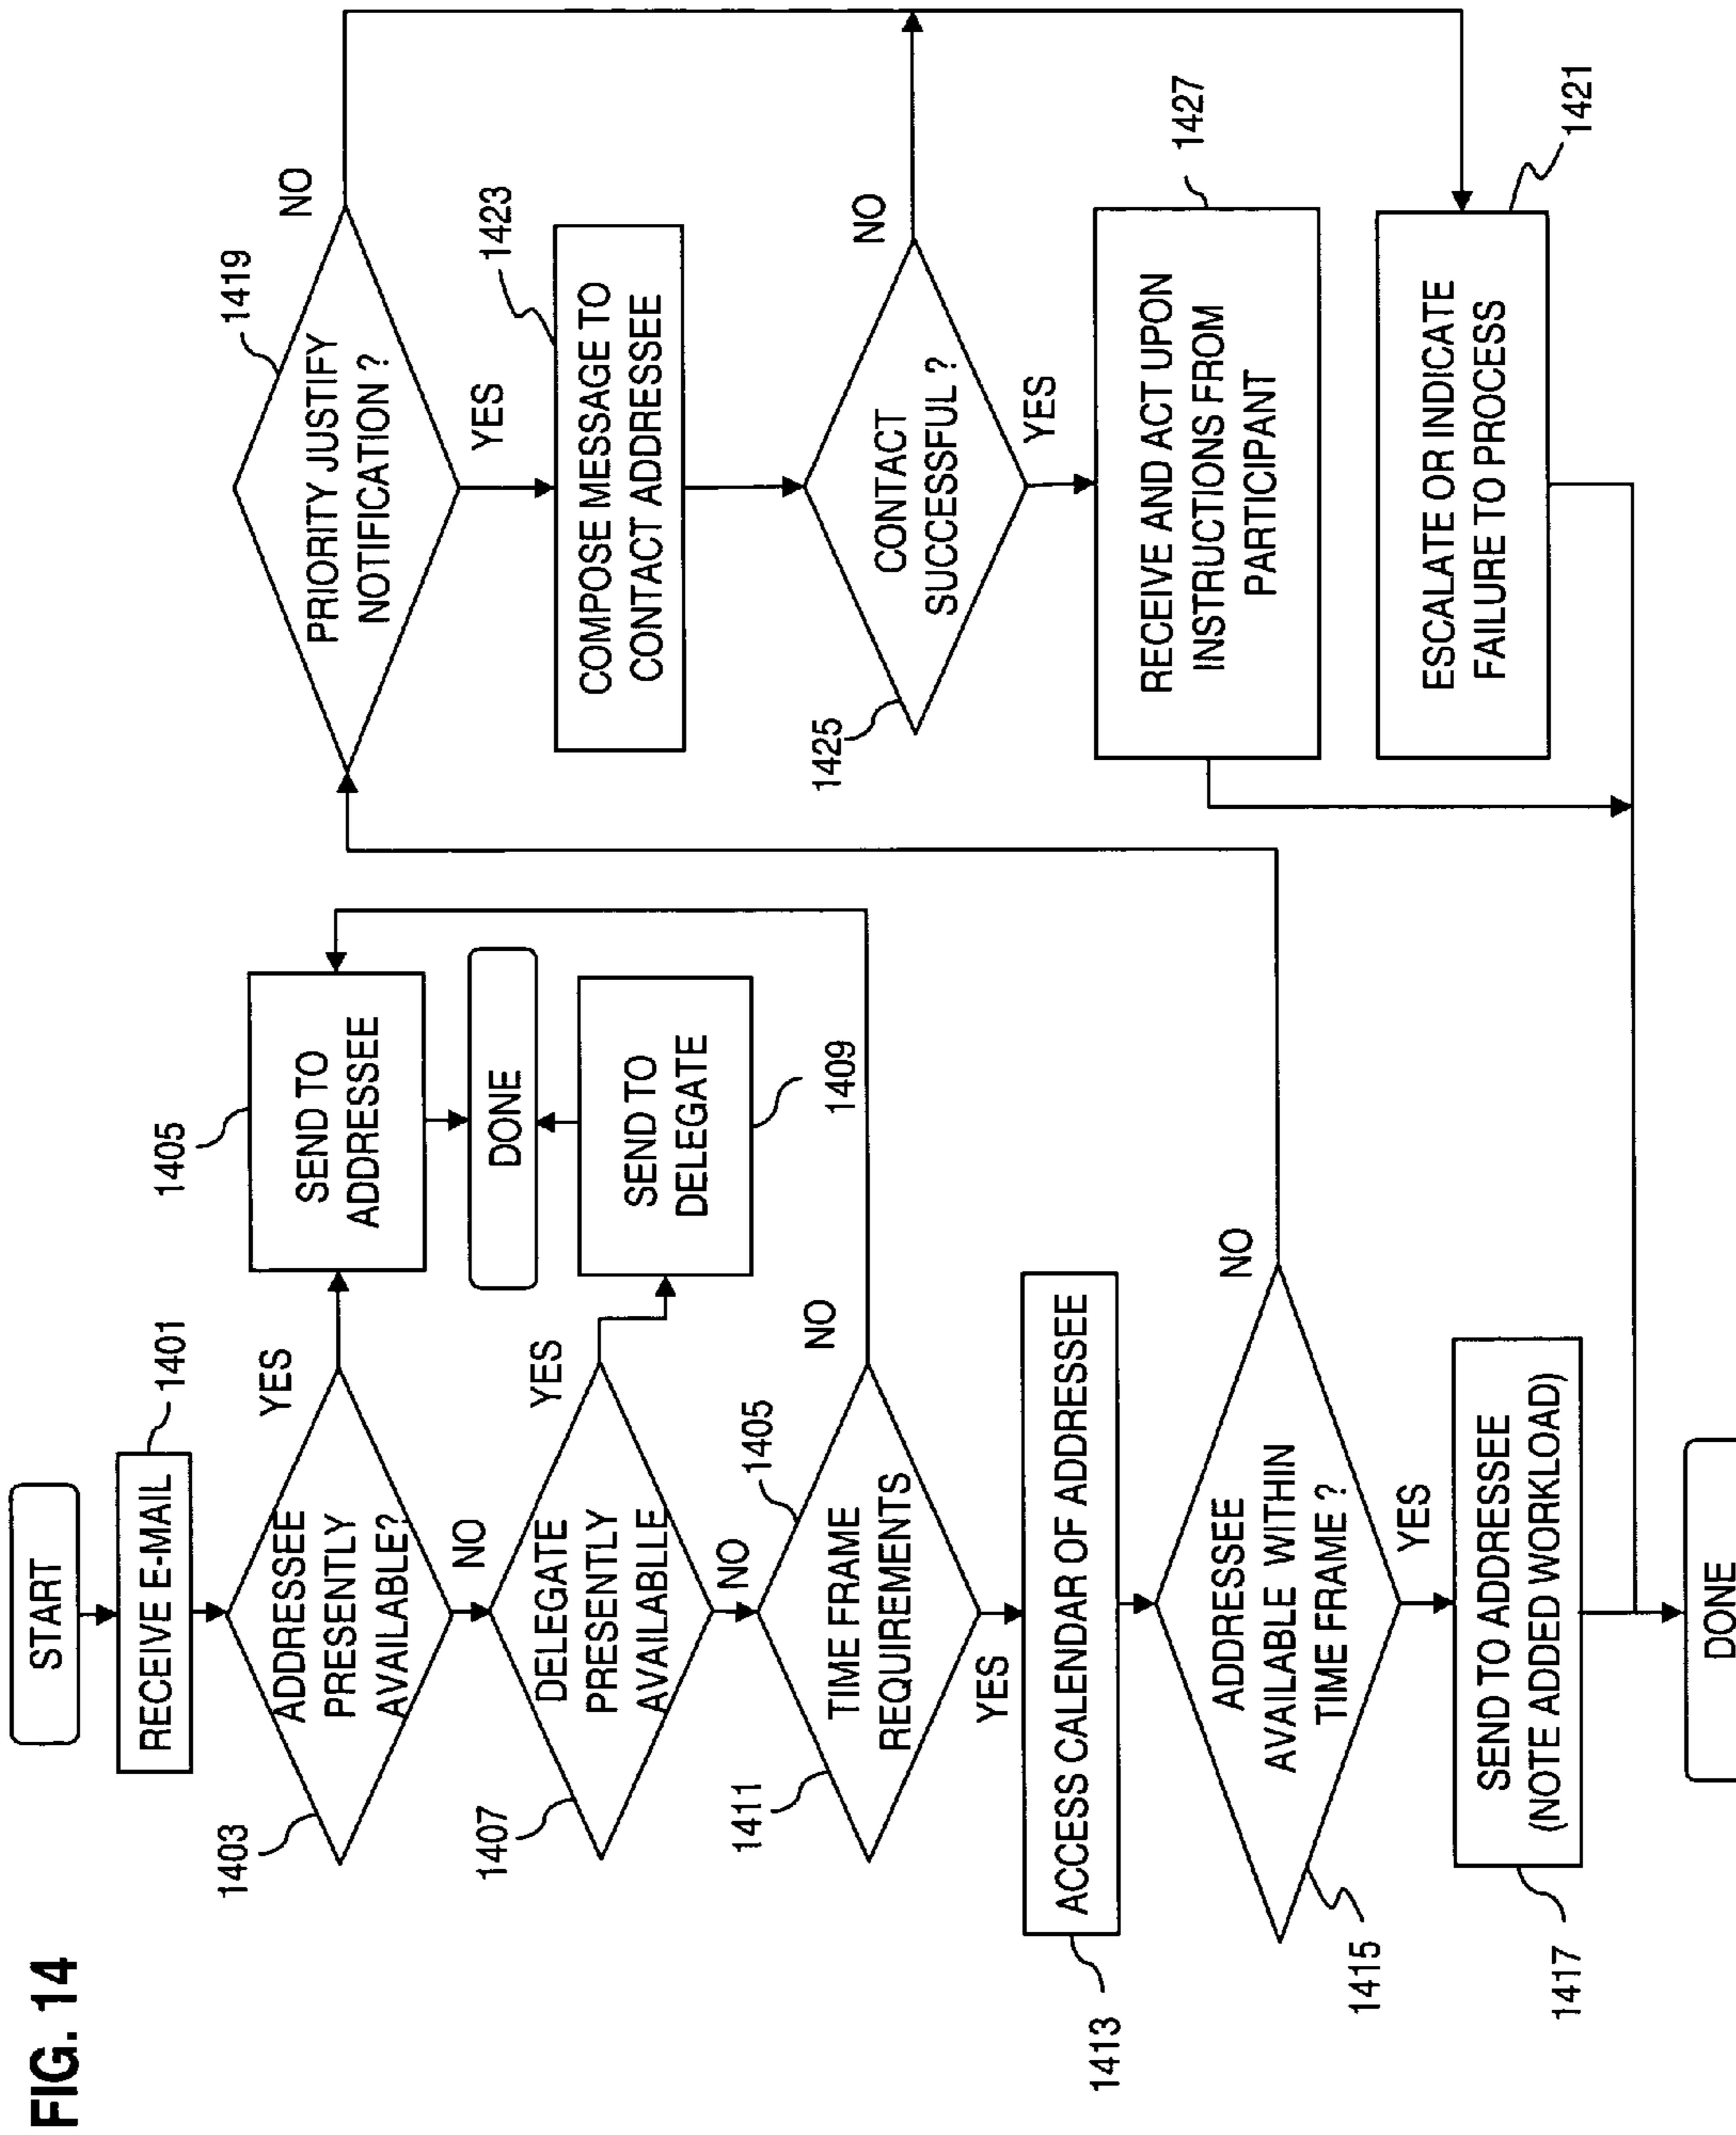 FIG. 14
START
RECEIVE E-MAIL
1401
ADDRESSEE
PRESENTLY
AVAILABLE?
1403
YES
NO
SEND TO
ADDRESSEE
1405
DONE
DELEGATE
PRESENTLY
AVAILABLLE
1407
YES
NO
SEND TO
DELEGATE
1409
TIME FRAME
REQUIREMENTS
1411
1405
NO
YES
ACCESS CALENDAR OF ADDRESSEE
1413
ADDRESSEE
AVAILABLE WITHIN
TIME FRAME ?
1415
NO
YES
SEND TO ADDRESSEE
(NOTE ADDED WORKLOAD)
1417
DONE
PRIORITY JUSTIFY
NOTIFICATION ?
1419
NO
YES
COMPOSE MESSAGE TO
CONTACT ADDRESSEE
1423
CONTACT
SUCCESSFUL ?
1425
NO
YES
RECEIVE AND ACT UPON
INSTRUCTIONS FROM
PARTICIPANT
1427
ESCALATE OR INDICATE
FAILURE TO PROCESS
1421